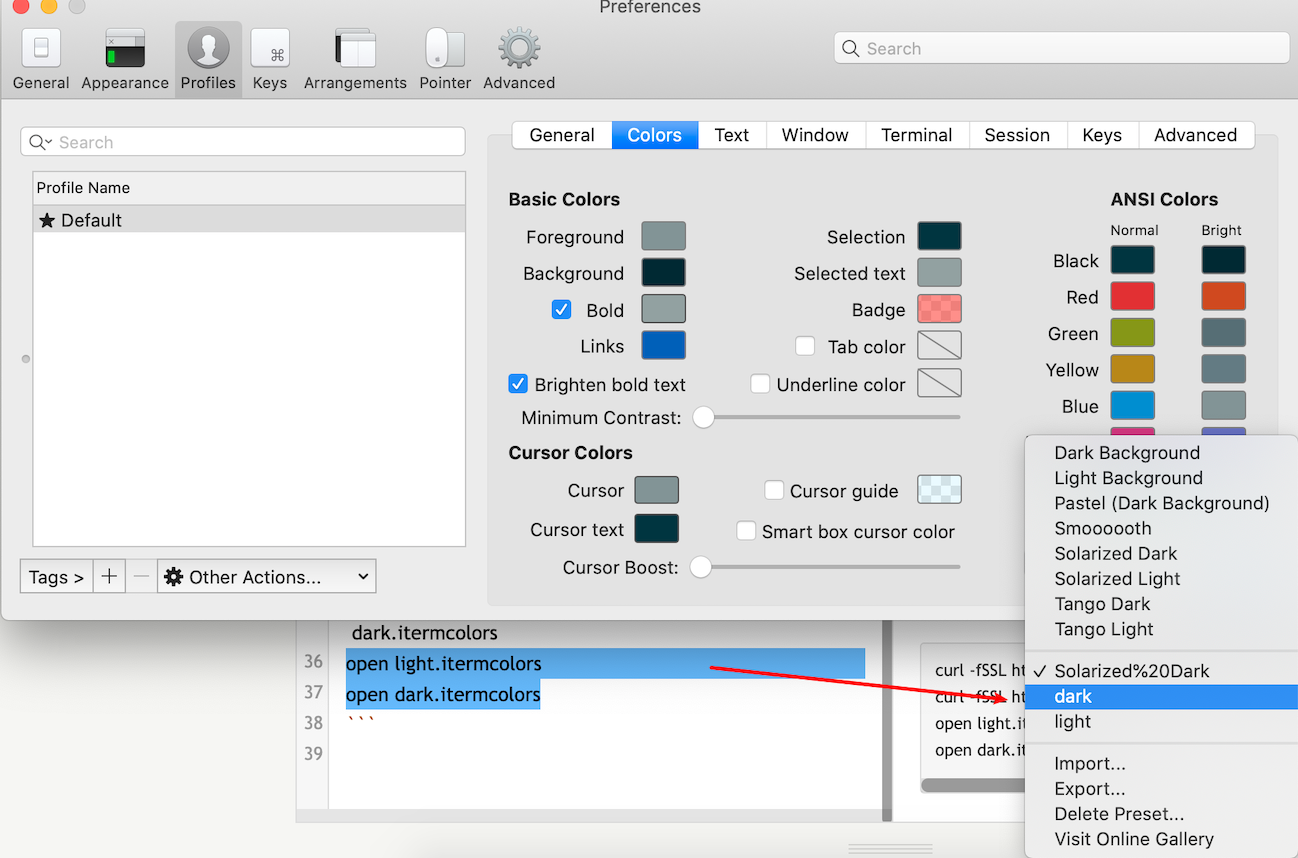 Preferences
General Appearance Profiles Keys Arrangements Pointer Advanced
Search
Search
Profile Name
★ Default
Tags > + — Other Actions...
General Colors Text Window Terminal Session Keys Advanced
Basic Colors
Foreground
Background
Bold
Links
Brighten bold text
Minimum Contrast:
Selection
Selected text
Badge
Tab color
Underline color
Cursor Colors
Cursor
Cursor text
Cursor Boost:
Cursor guide
Smart box cursor color
ANSI Colors
Normal Bright
Black
Red
Green
Yellow
Blue
Dark Background
Light Background
Pastel (Dark Background)
Smoooooth
Solarized Dark
Solarized Light
Tango Dark
Tango Light
✓ Solarized%20Dark
dark
light
Import...
Export...
Delete Preset...
Visit Online Gallery
dark.itermcolors
36 open light.itermcolors
37 open dark.itermcolors
38 ```
39
curl -fSSL ht
curl -fSSL ht
open light.it
open dark.it